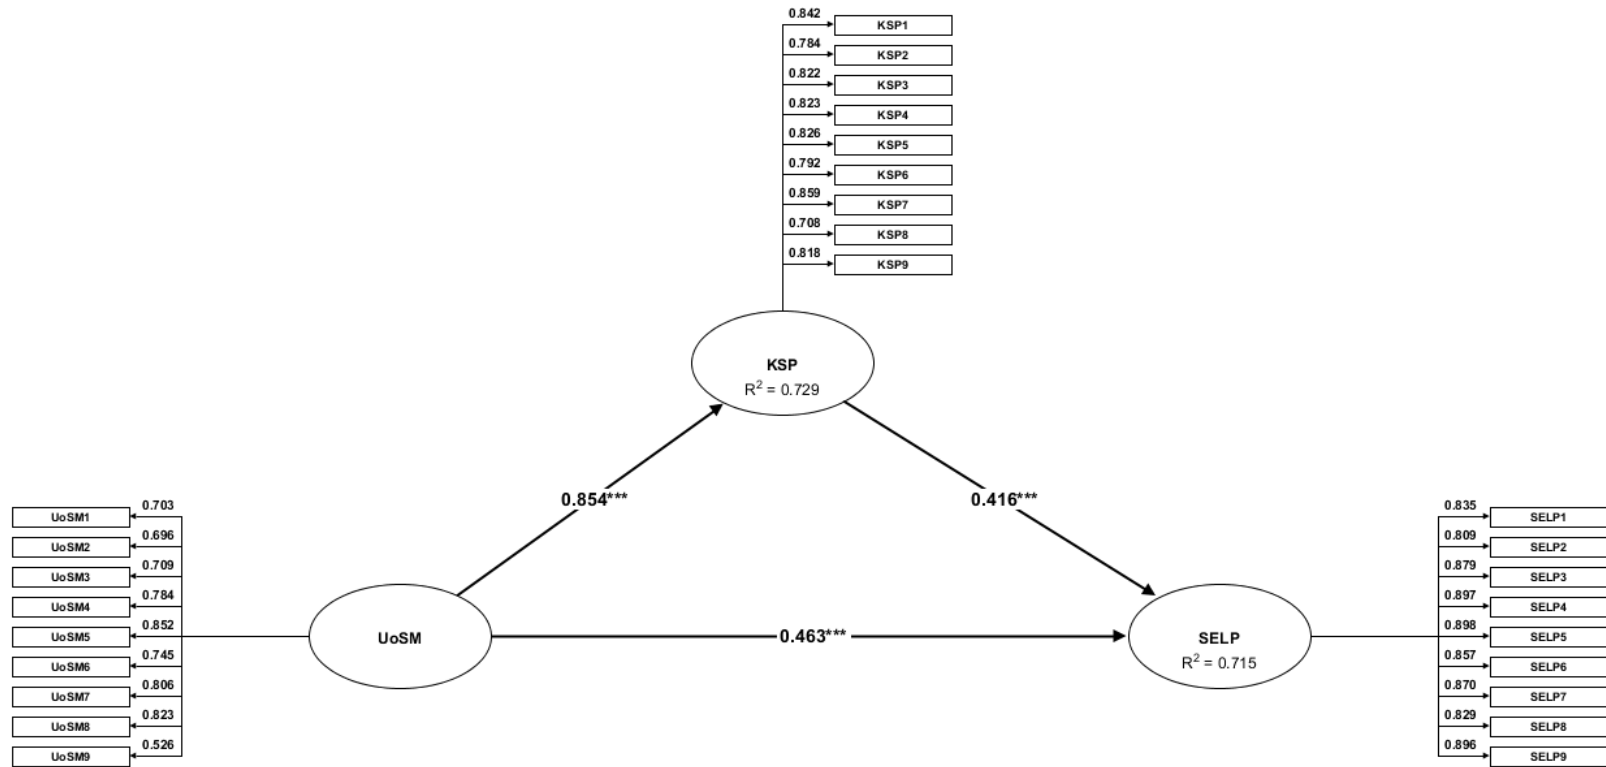 0.842 KSP1
0.784 KSP2
0.822 KSP3
0.823 KSP4
0.826 KSP5
0.792 KSP6
0.859 KSP7
0.708 KSP8
0.818 KSP9
KSP
R² = 0.729
0.854***
0.416***
UoSM1 0.703
UoSM2 0.696
UoSM3 0.709
UoSM4 0.784
UoSM5 0.852
UoSM6 0.745
UoSM7 0.806
UoSM8 0.823
UoSM9 0.526
UoSM
0.463***
SELP
R² = 0.715
0.835 SELP1
0.809 SELP2
0.879 SELP3
0.897 SELP4
0.898 SELP5
0.857 SELP6
0.870 SELP7
0.829 SELP8
0.896 SELP9